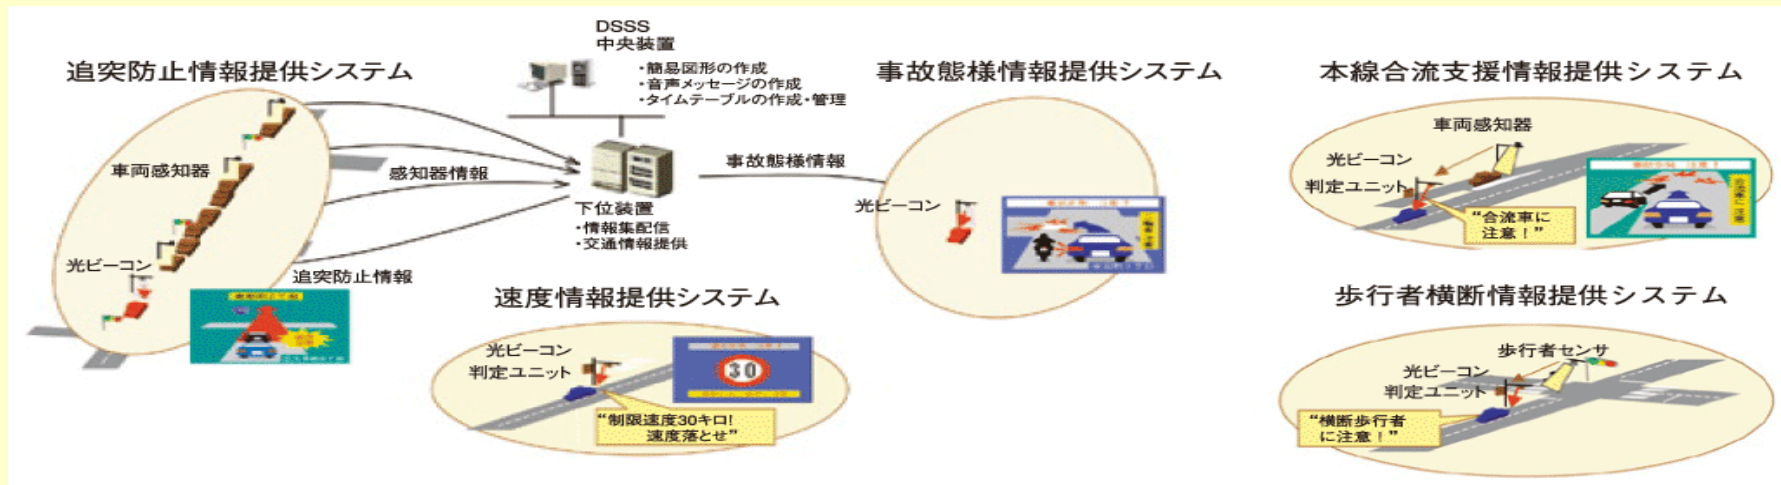 DSSS
中央装置
・簡易図形の作成
・音声メッセージの作成
・タイムテーブルの作成・管理
追突防止情報提供システム
車両感知器
感知器情報
光ビーコン
追突防止情報
下位装置
・情報集配信
・交通情報提供
事故態様情報
事故態様情報提供システム
光ビーコン
速度情報提供システム
光ビーコン
判定ユニット
30
“制限速度30キロ!
速度落とせ”
本線合流支援情報提供システム
車両感知器
光ビーコン
判定ユニット
“合流車に
注意！”
合流車に注意
歩行者横断情報提供システム
歩行者センサ
光ビーコン
判定ユニット
“横断歩行者
に注意！”